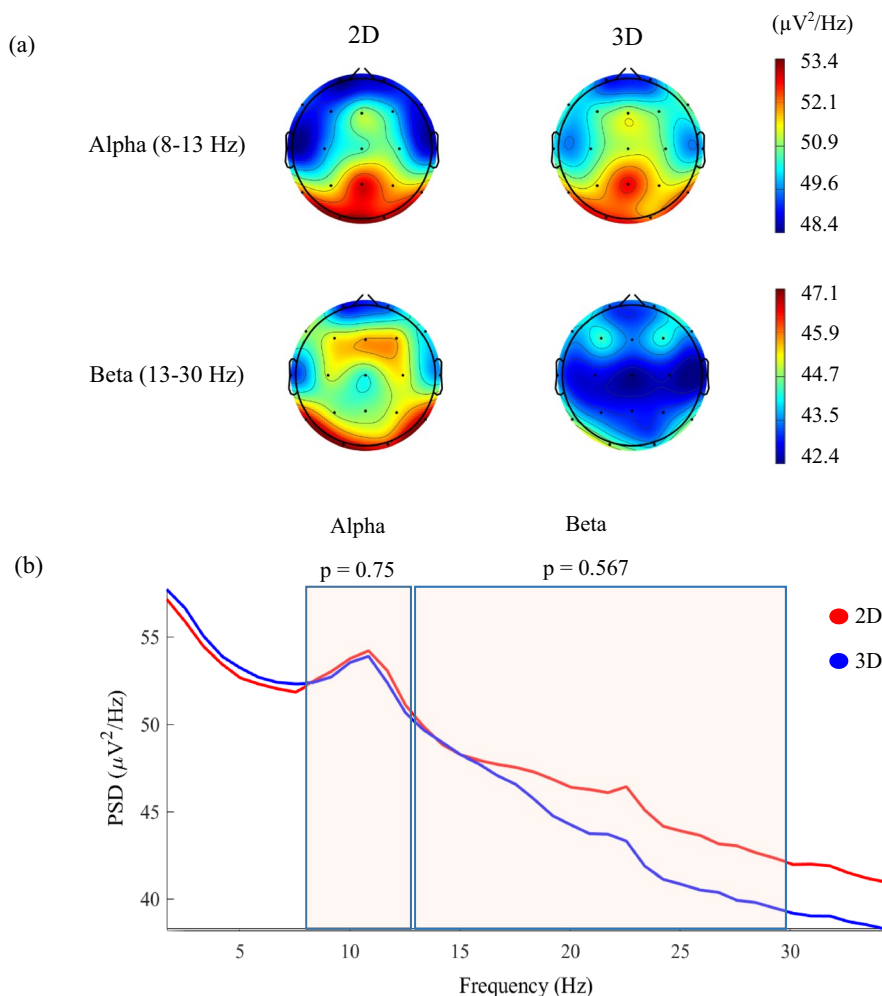 (a)
2D
3D
(µV²/Hz)
Alpha (8-13 Hz)
53.4
52.1
50.9
49.6
48.4
Beta (13-30 Hz)
47.1
45.9
44.7
43.5
42.4
(b)
Alpha
Beta
p = 0.75
p = 0.567
2D
3D
PSD (µV²/Hz)
55
50
45
40
5
10
15
20
25
30
Frequency (Hz)